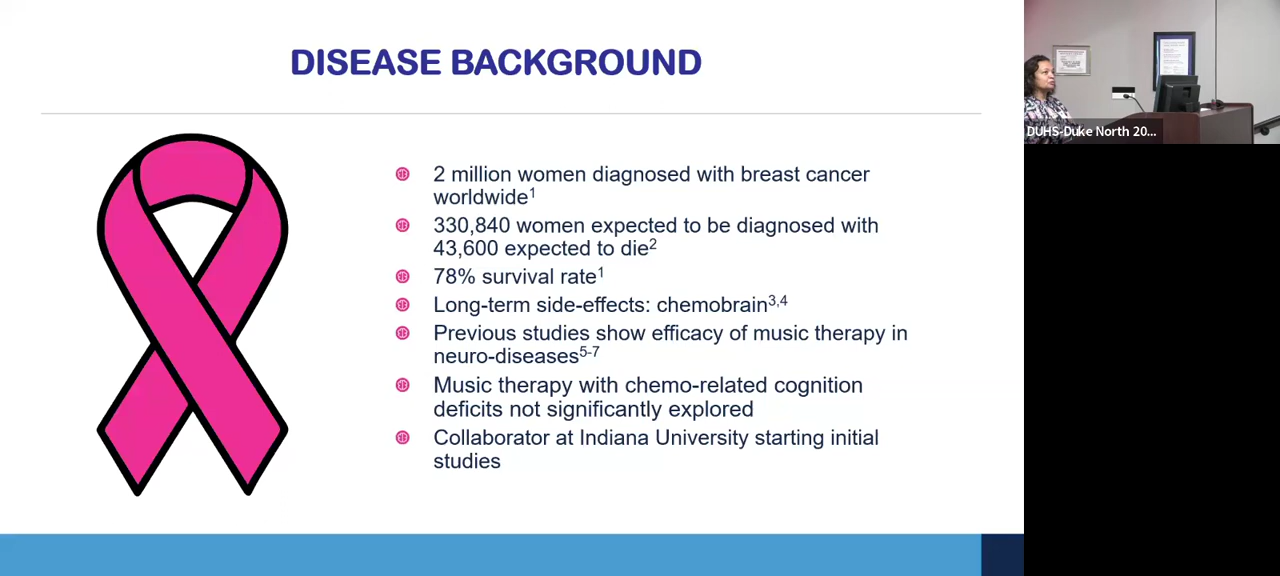 DISEASE BACKGROUND
2 million women diagnosed with breast cancer
worldwide1
330,840 women expected to be diagnosed with
43,600 expected to die2
78% survival rate1
Long-term side-effects: chemobrain3,4
Previous studies show efficacy of music therapy in
neuro-diseases5-7
Music therapy with chemo-related cognition
deficits not significantly explored
Collaborator at Indiana University starting initial
studies
DUHS-Duke North 20...